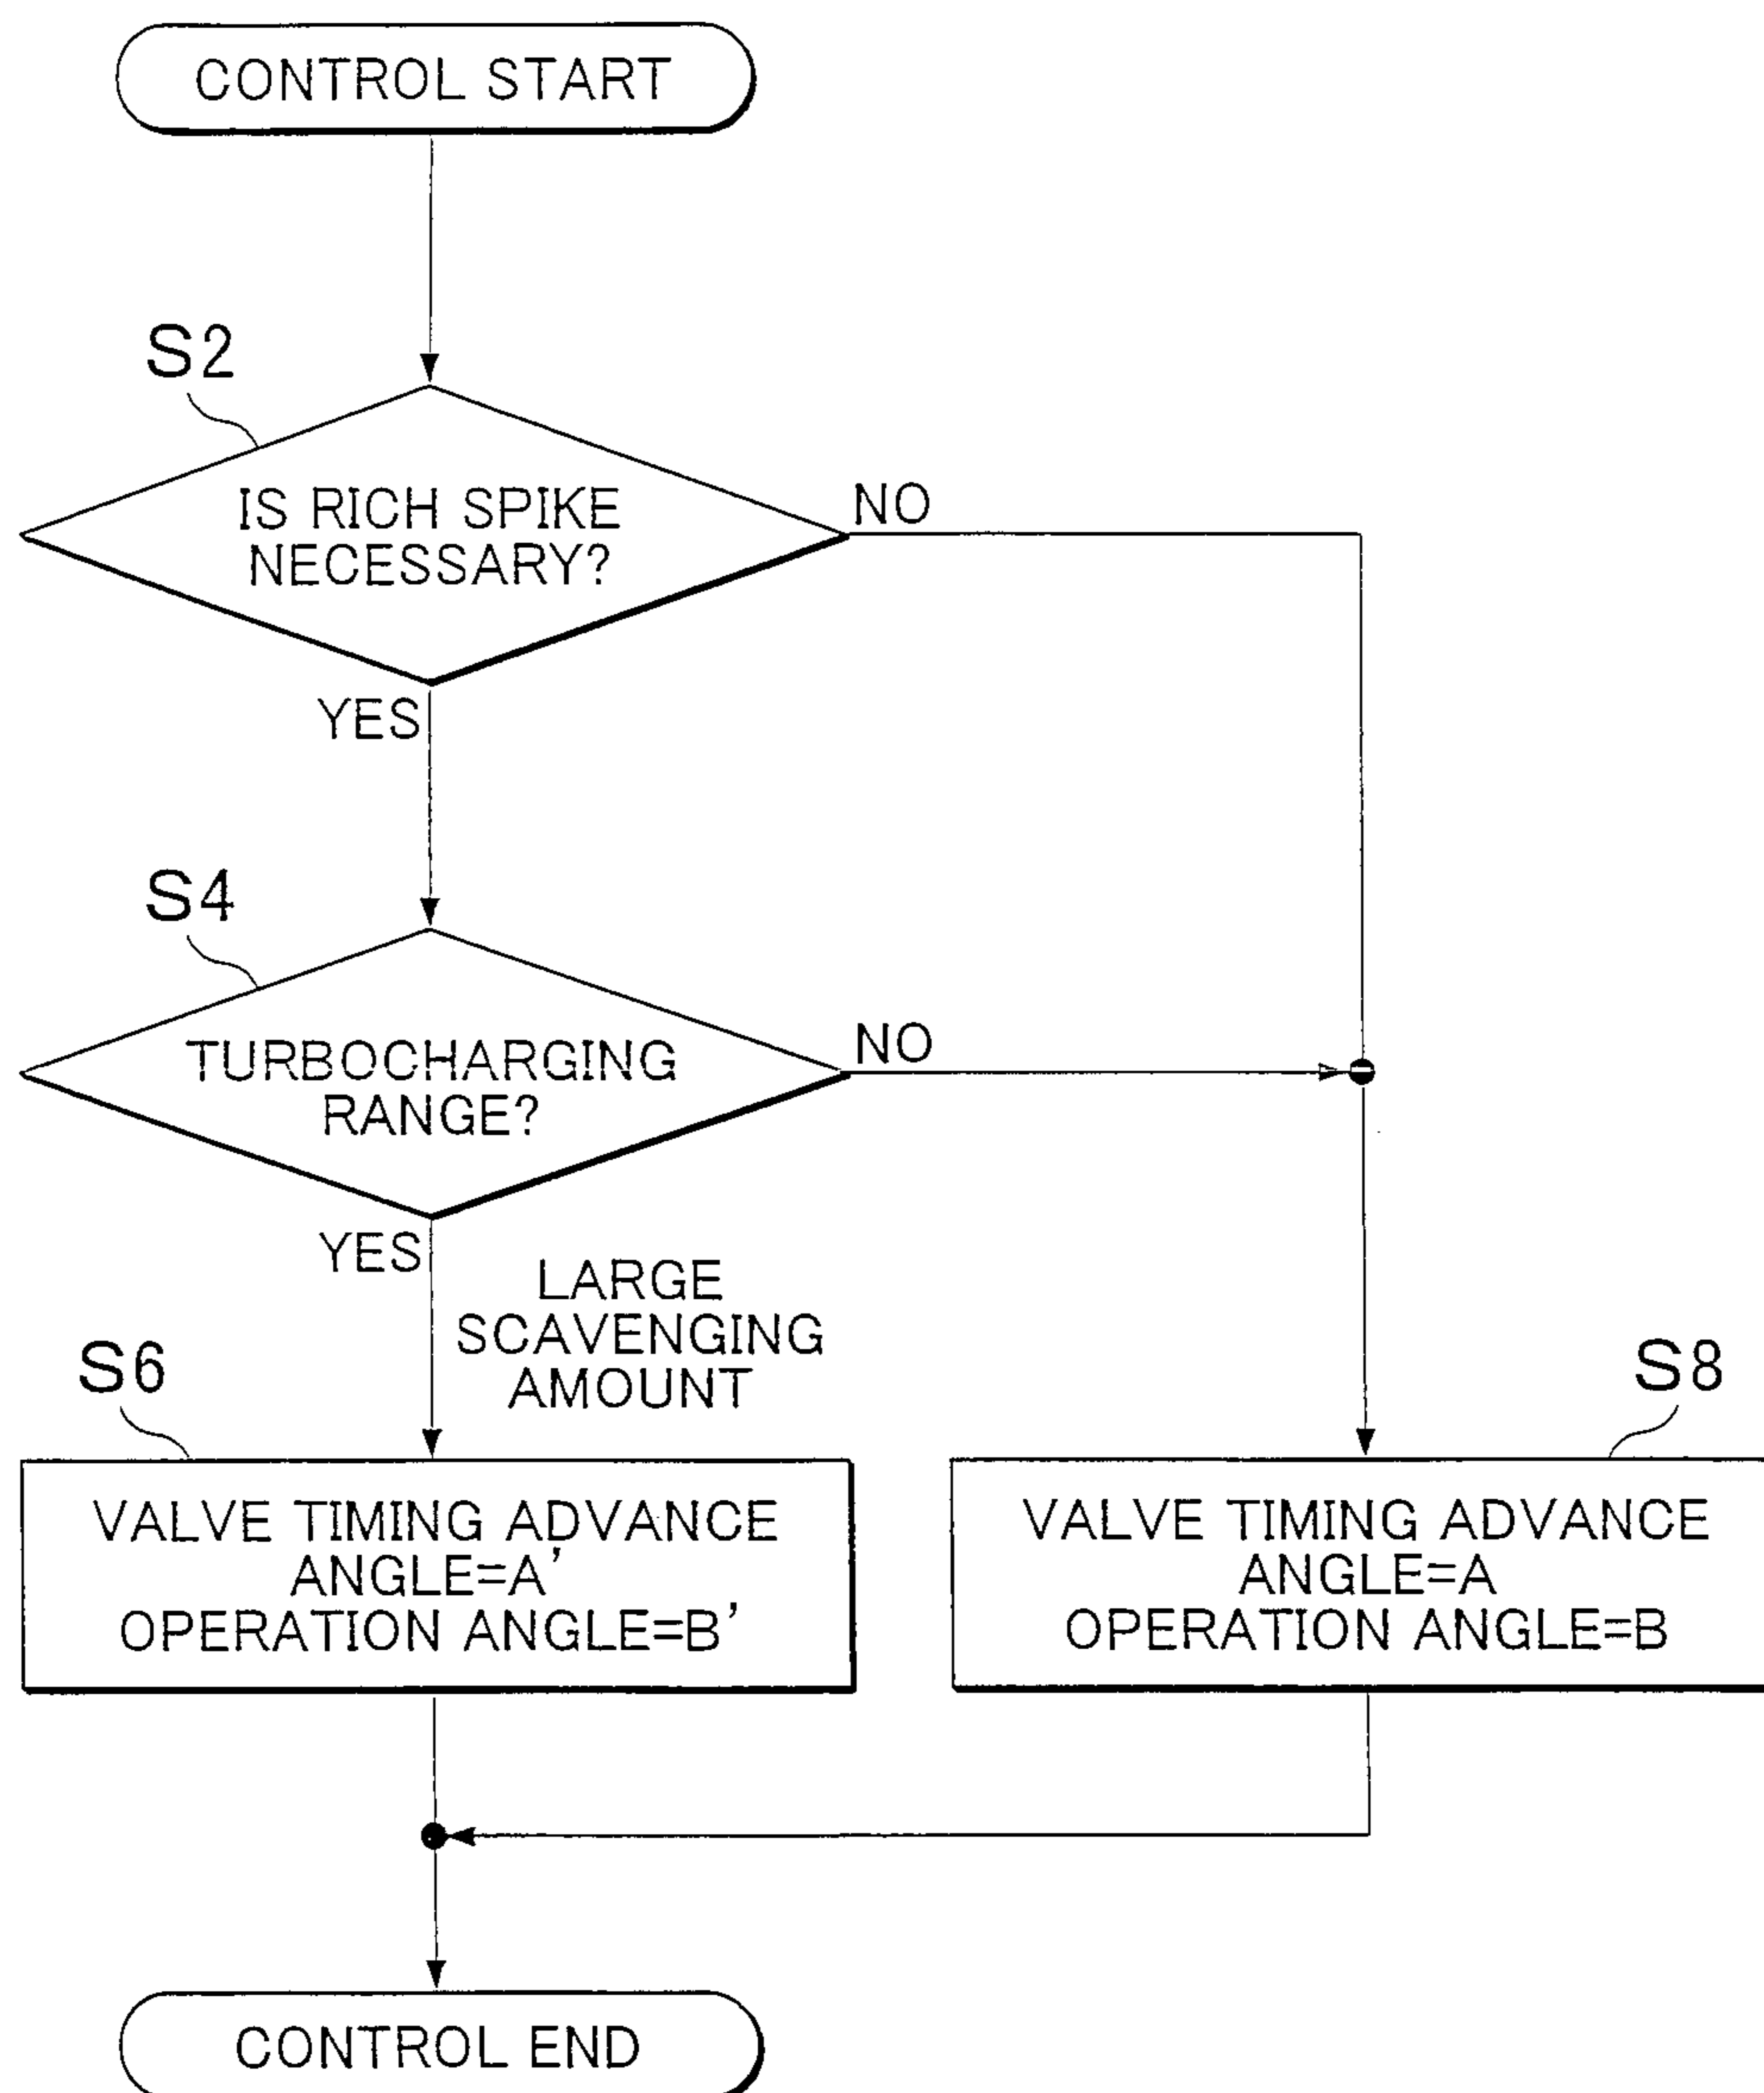 CONTROL START
S2
IS RICH SPIKE
NECESSARY?
NO
YES
S4
TURBOCHARGING
RANGE?
NO
YES
LARGE
SCAVENGING
AMOUNT
S6
VALVE TIMING ADVANCE
ANGLE=A'
OPERATION ANGLE=B'
S8
VALVE TIMING ADVANCE
ANGLE=A
OPERATION ANGLE=B
CONTROL END